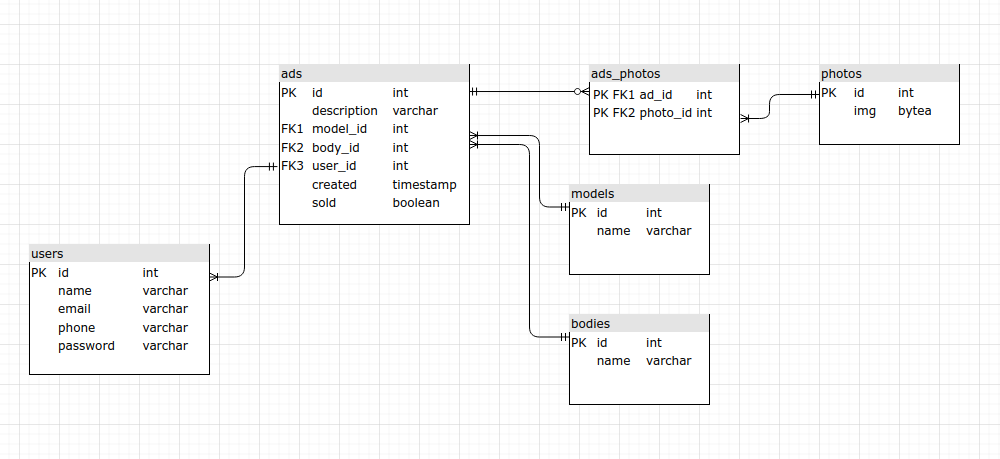 ads
PK id int
description varchar
FK1 model_id int
FK2 body_id int
FK3 user_id int
created timestamp
sold boolean
ads_photos
PK FK1 ad_id int
PK FK2 photo_id int
photos
PK id int
img bytea
models
PK id int
name varchar
users
PK id int
name varchar
email varchar
phone varchar
password varchar
bodies
PK id int
name varchar